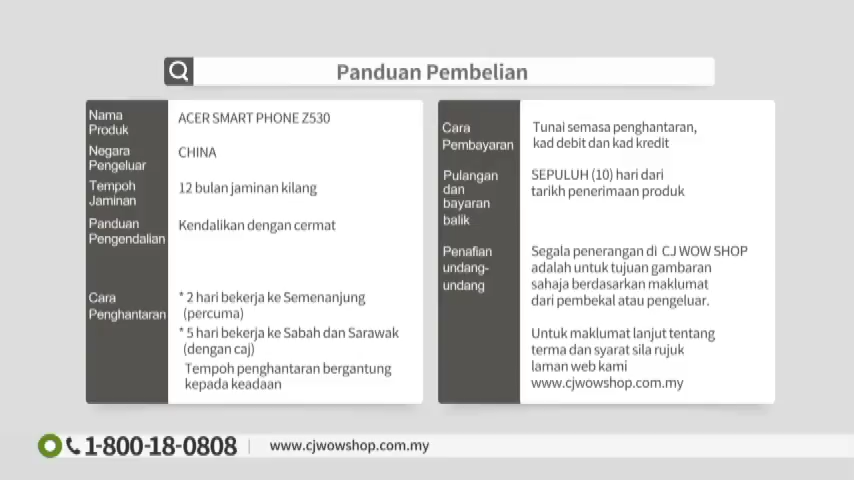 Panduan Pembelian
Nama
Produk
ACER SMART PHONE Z530
Negara
Pengeluar
CHINA
Tempoh
Jaminan
12 bulan jaminan kilang
Panduan
Pengendalian
Kendalikan dengan cermat
Cara
Penghantaran
* 2 hari bekerja ke Semenanjung
(percuma)
* 5 hari bekerja ke Sabah dan Sarawak
(dengan caj)
Tempoh penghantaran bergantung
kepada keadaan
Cara
Pembayaran
Tunai semasa penghantaran,
kad debit dan kad kredit
Pulangan
dan
bayaran
balik
SEPULUH (10) hari dari
tarikh penerimaan produk
Penafian
undang-
undang
Segala penerangan di CJ WOW SHOP
adalah untuk tujuan gambaran
sahaja berdasarkan maklumat
dari pembekal atau pengeluar.
Untuk maklumat lanjut tentang
terma dan syarat sila rujuk
laman web kami
www.cjwowshop.com.my
1-800-18-0808
www.cjwowshop.com.my